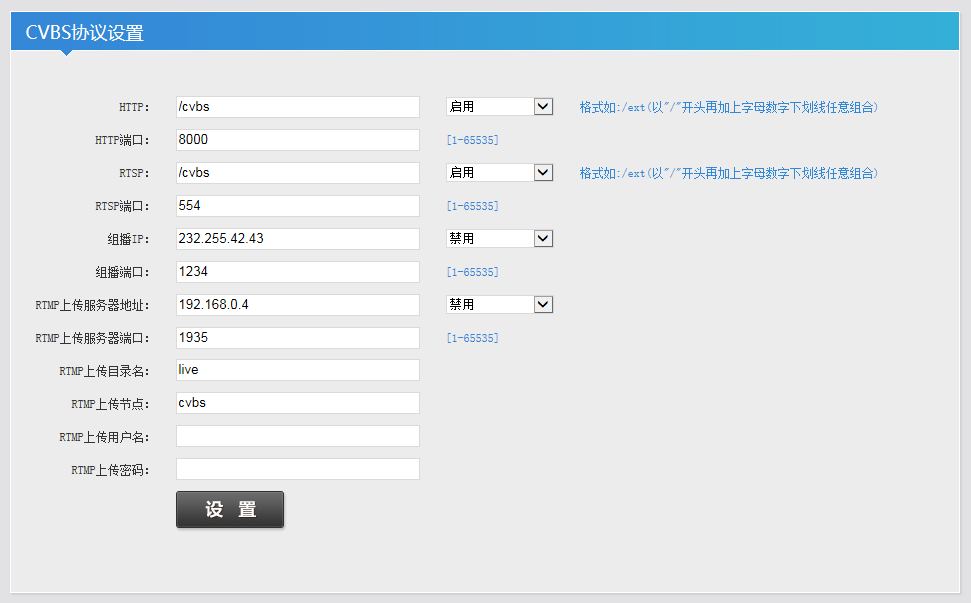 CVBS协议设置
HTTP: /cvbs 启用 格式如:/ext(以"/"开头再加上字母数字下划线任意组合)
HTTP端口: 8000 [1-65535]
RTSP: /cvbs 启用 格式如:/ext(以"/"开头再加上字母数字下划线任意组合)
RTSP端口: 554 [1-65535]
组播IP: 232.255.42.43 禁用
组播端口: 1234 [1-65535]
RTMP上传服务器地址: 192.168.0.4 禁用
RTMP上传服务器端口: 1935 [1-65535]
RTMP上传目录名: live
RTMP上传节点: cvbs
RTMP上传用户名:
RTMP上传密码:
设 置